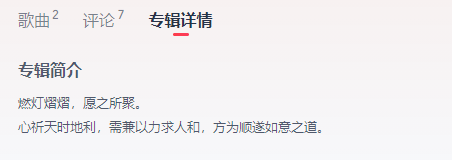 歌曲2 评论7 专辑详情
专辑简介
燃灯熠熠，愿之所聚。
心祈天时地利，需兼以力求人和，方为顺遂如意之道。